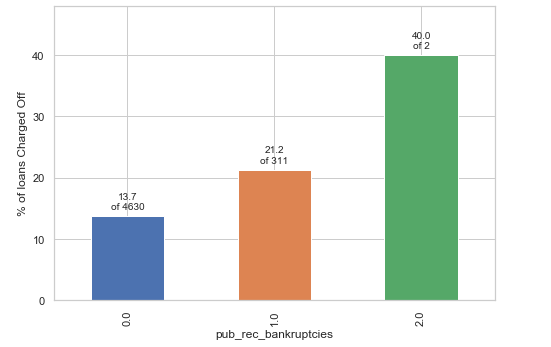 40.0
of 2
21.2
of 311
13.7
of 4630
% of loans Charged Off
40
30
20
10
0
0.0
1.0
2.0
pub_rec_bankruptcies